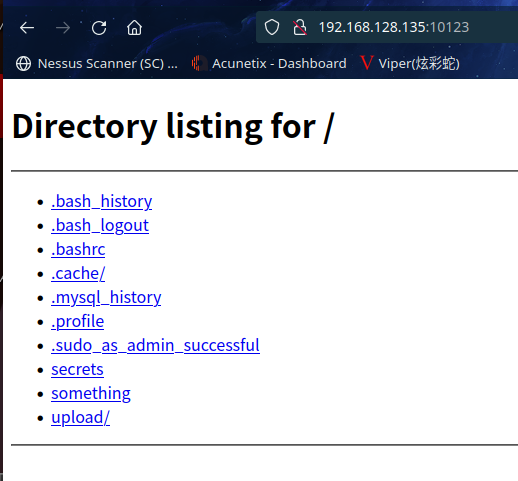 192.168.128.135:10123
Nessus Scanner (SC) ... Acunetix - Dashboard Viper(炫彩蛇)
Directory listing for /
.bash_history
.bash_logout
.bashrc
.cache/
.mysql_history
.profile
.sudo_as_admin_successful
secrets
something
upload/